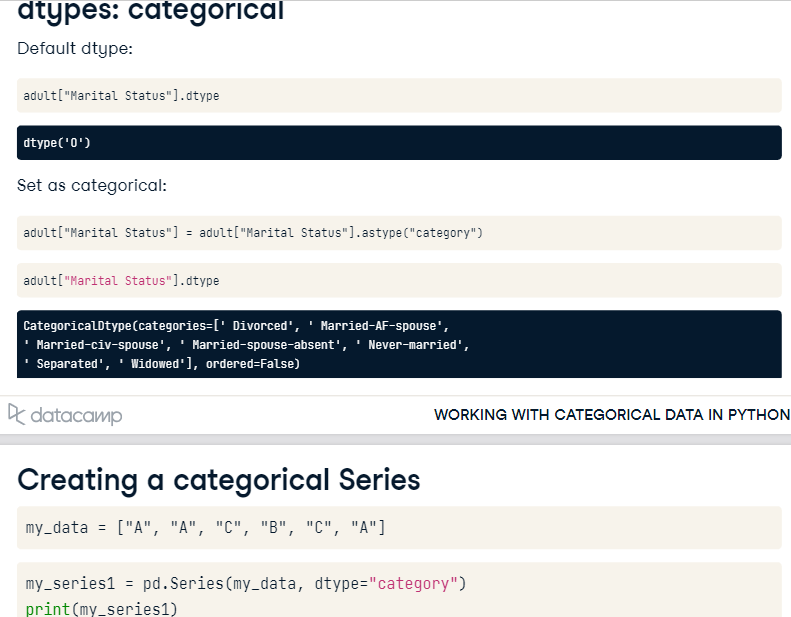 dtypes: categorical
Default dtype:
adult["Marital Status"].dtype
dtype('O')
Set as categorical:
adult["Marital Status"] = adult["Marital Status"].astype("category")
adult["Marital Status"].dtype
CategoricalDtype(categories=[' Divorced', ' Married-AF-spouse',
' Married-civ-spouse', ' Married-spouse-absent', ' Never-married',
' Separated', ' Widowed'], ordered=False)
datacamp
WORKING WITH CATEGORICAL DATA IN PYTHON
Creating a categorical Series
my_data = ["A", "A", "C", "B", "C", "A"]
my_series1 = pd.Series(my_data, dtype="category")
print(my_series1)